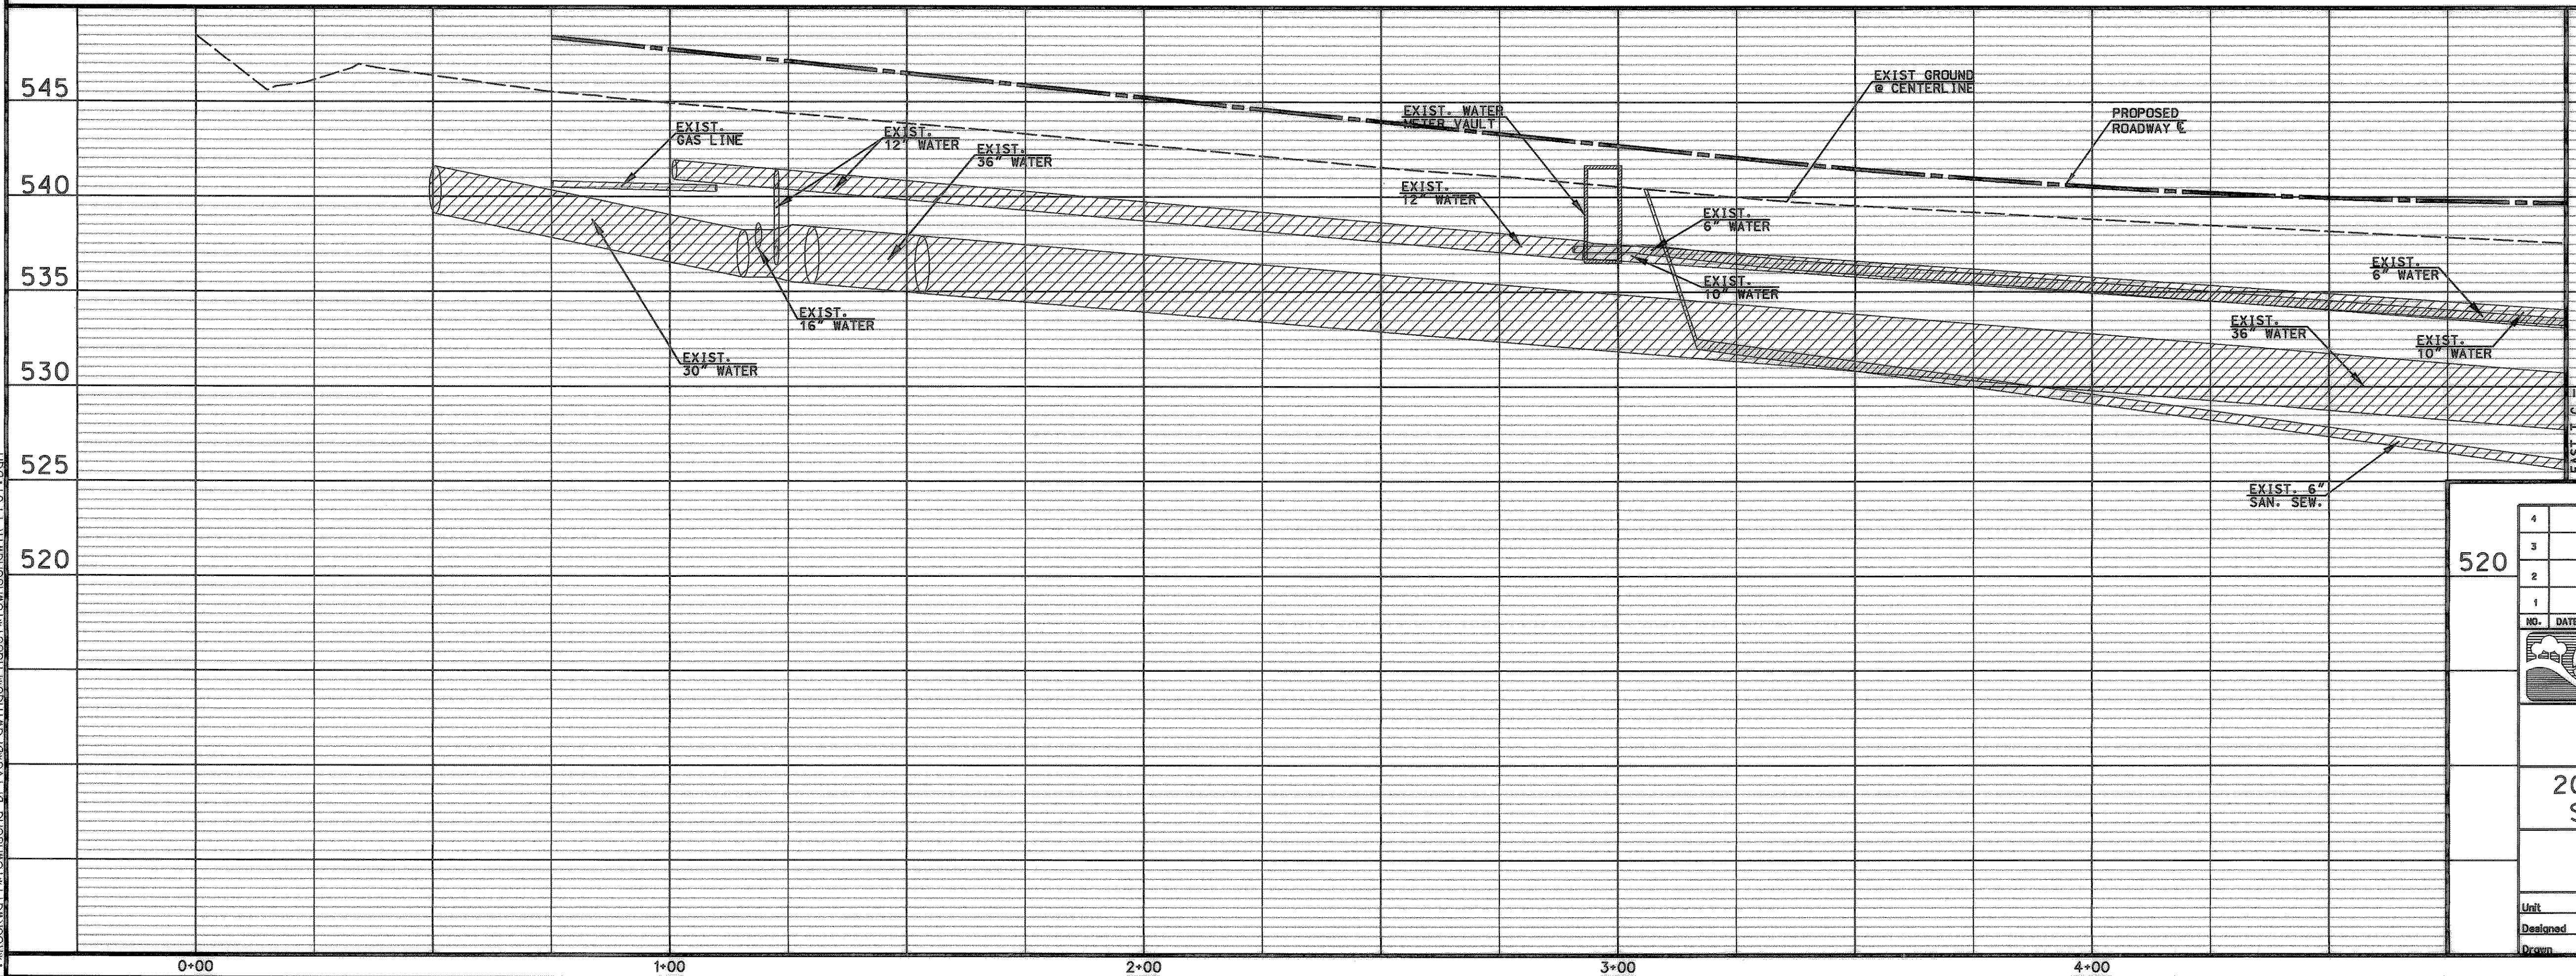 545
540
535
530
525
520
EXIST.
GAS LINE
EXIST.
12" WATER
EXIST.
36" WATER
EXIST. WATER
METER VAULT
EXIST GROUND
@ CENTERLINE
PROPOSED
ROADWAY ℄
EXIST.
12" WATER
EXIST.
6" WATER
EXIST.
10" WATER
EXIST.
16" WATER
EXIST.
30" WATER
EXIST.
6" WATER
EXIST.
36" WATER
EXIST.
10" WATER
EXIST. 6"
SAN. SEW.
520
4
3
2
1
NO. DATE
Unit
Designed
Drawn
0+00
1+00
2+00
3+00
4+00